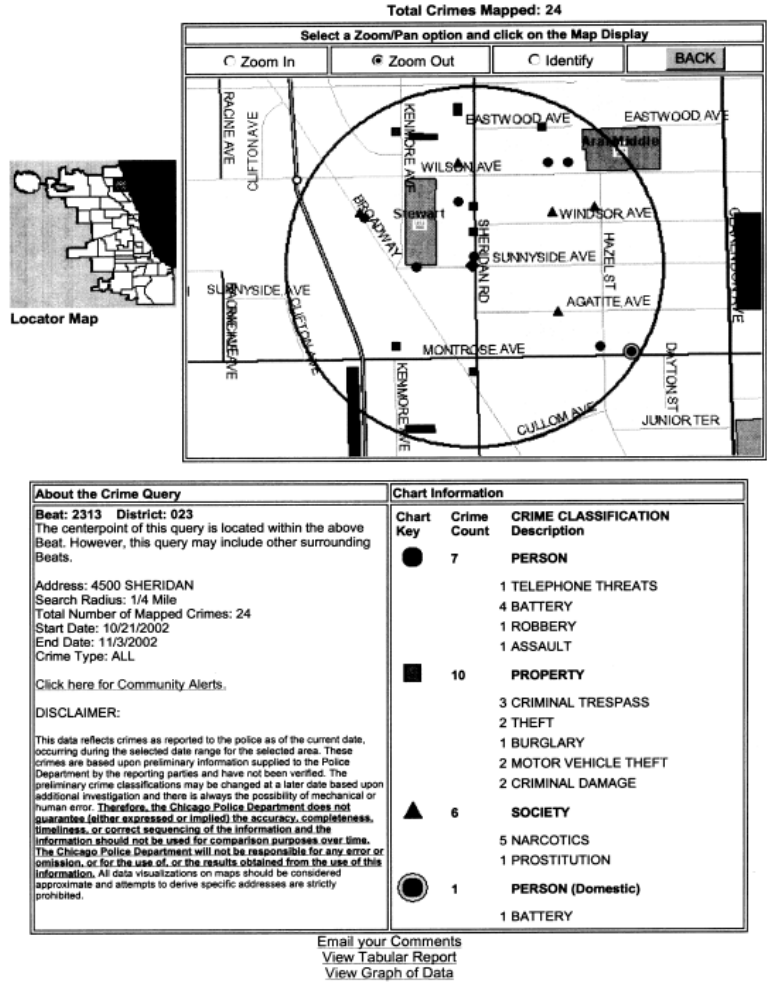 Total Crimes Mapped: 24
Select a Zoom/Pan option and click on the Map Display
Zoom In
Zoom Out
Identify
BACK
RACINE AVE
CLIFTON AVE
KENMORE AVE
EASTWOOD AVE
EASTWOOD AVE
Arai Middle
WILSON AVE
BROADWAY
Stewart
SHERIDAN RD
WINDSOR AVE
HAZEL ST
SUNNYSIDE AVE
SUNNYSIDE AVE
AGATITE AVE
CLIFTON AVE
MONTROSE AVE
KENMORE AVE
DAYTON ST
CULLOM AVE
JUNIOR TER
Locator Map
About the Crime Query
Beat: 2313 District: 023
The centerpoint of this query is located within the above
Beat. However, this query may include other surrounding
Beats.
Address: 4500 SHERIDAN
Search Radius: 1/4 Mile
Total Number of Mapped Crimes: 24
Start Date: 10/21/2002
End Date: 11/3/2002
Crime Type: ALL
Click here for Community Alerts.
DISCLAIMER:
This data reflects crimes as reported to the police as of the current date,
occurring during the selected date range for the selected area. These
crimes are based upon preliminary information supplied to the Police
Department by the reporting parties and have not been verified. The
preliminary crime classifications may be changed at a later date based upon
additional investigation and there is always the possibility of mechanical or
human error. Therefore, the Chicago Police Department does not
guarantee (either expressed or implied) the accuracy, completeness,
timeliness, or correct sequencing of the information and the
information should not be used for comparison purposes over time.
The Chicago Police Department will not be responsible for any error or
omission, or for the use of, or the results obtained from the use of this
information. All data visualizations on maps should be considered
approximate and attempts to derive specific addresses are strictly
prohibited.
Chart Information
Chart Key Crime Count CRIME CLASSIFICATION Description
7 PERSON
1 TELEPHONE THREATS
4 BATTERY
1 ROBBERY
1 ASSAULT
10 PROPERTY
3 CRIMINAL TRESPASS
2 THEFT
1 BURGLARY
2 MOTOR VEHICLE THEFT
2 CRIMINAL DAMAGE
6 SOCIETY
5 NARCOTICS
1 PROSTITUTION
1 PERSON (Domestic)
1 BATTERY
Email your Comments
View Tabular Report
View Graph of Data